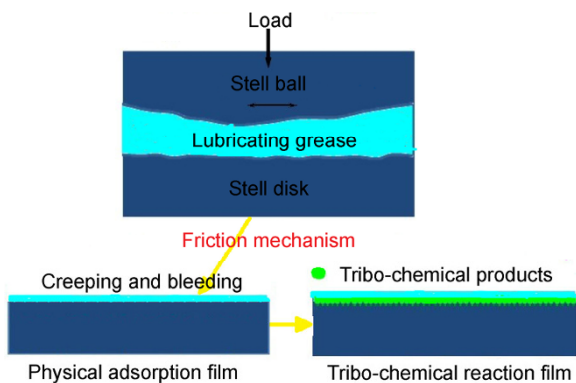 Load
Stell ball
Lubricating grease
Stell disk
Friction mechanism
Creeping and bleeding
Tribo-chemical products
Physical adsorption film
Tribo-chemical reaction film